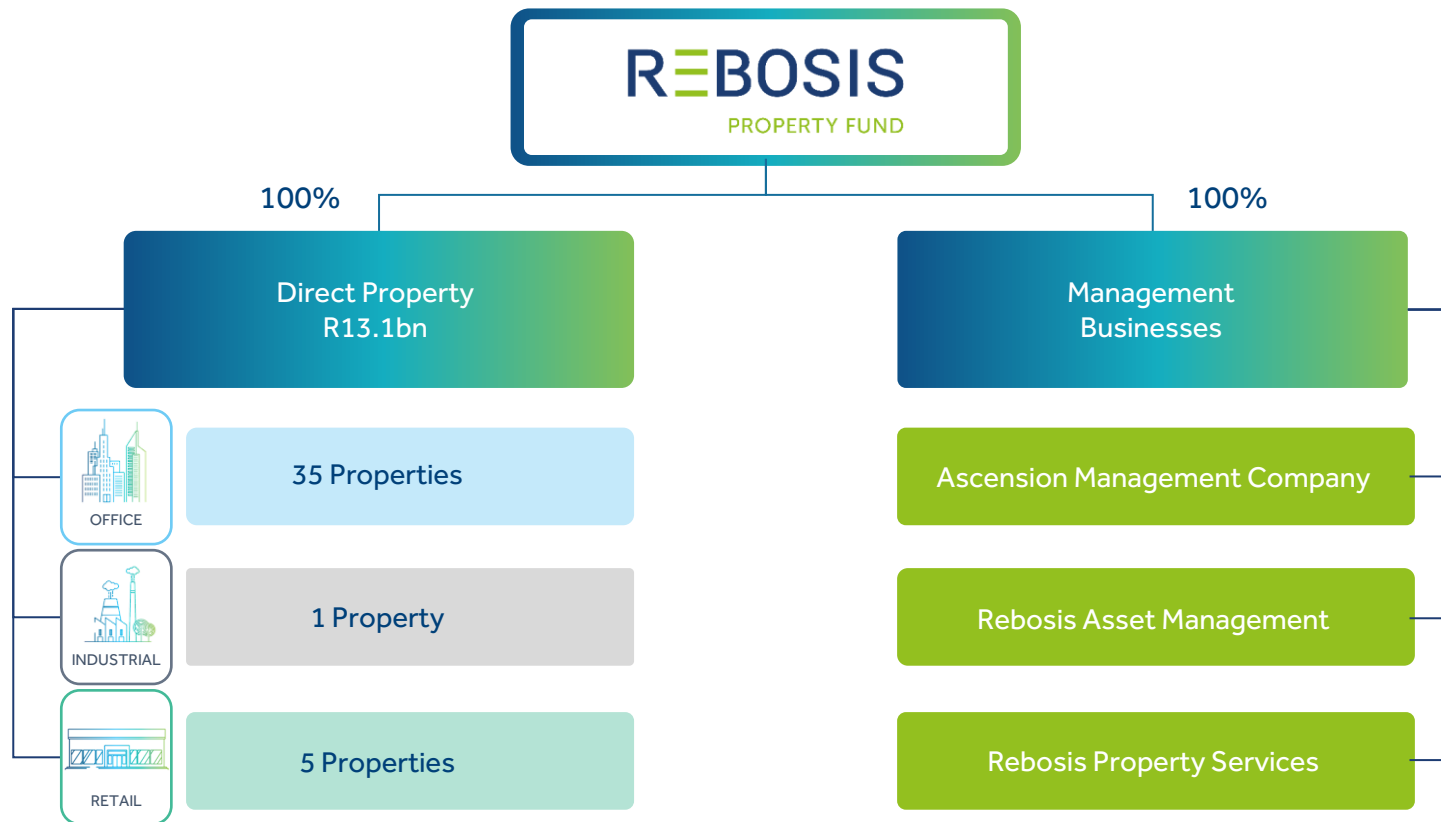 REBOSIS
PROPERTY FUND
100%
100%
Direct Property
R13.1bn
Management
Businesses
OFFICE
35 Properties
Ascension Management Company
INDUSTRIAL
1 Property
Rebosis Asset Management
RETAIL
5 Properties
Rebosis Property Services